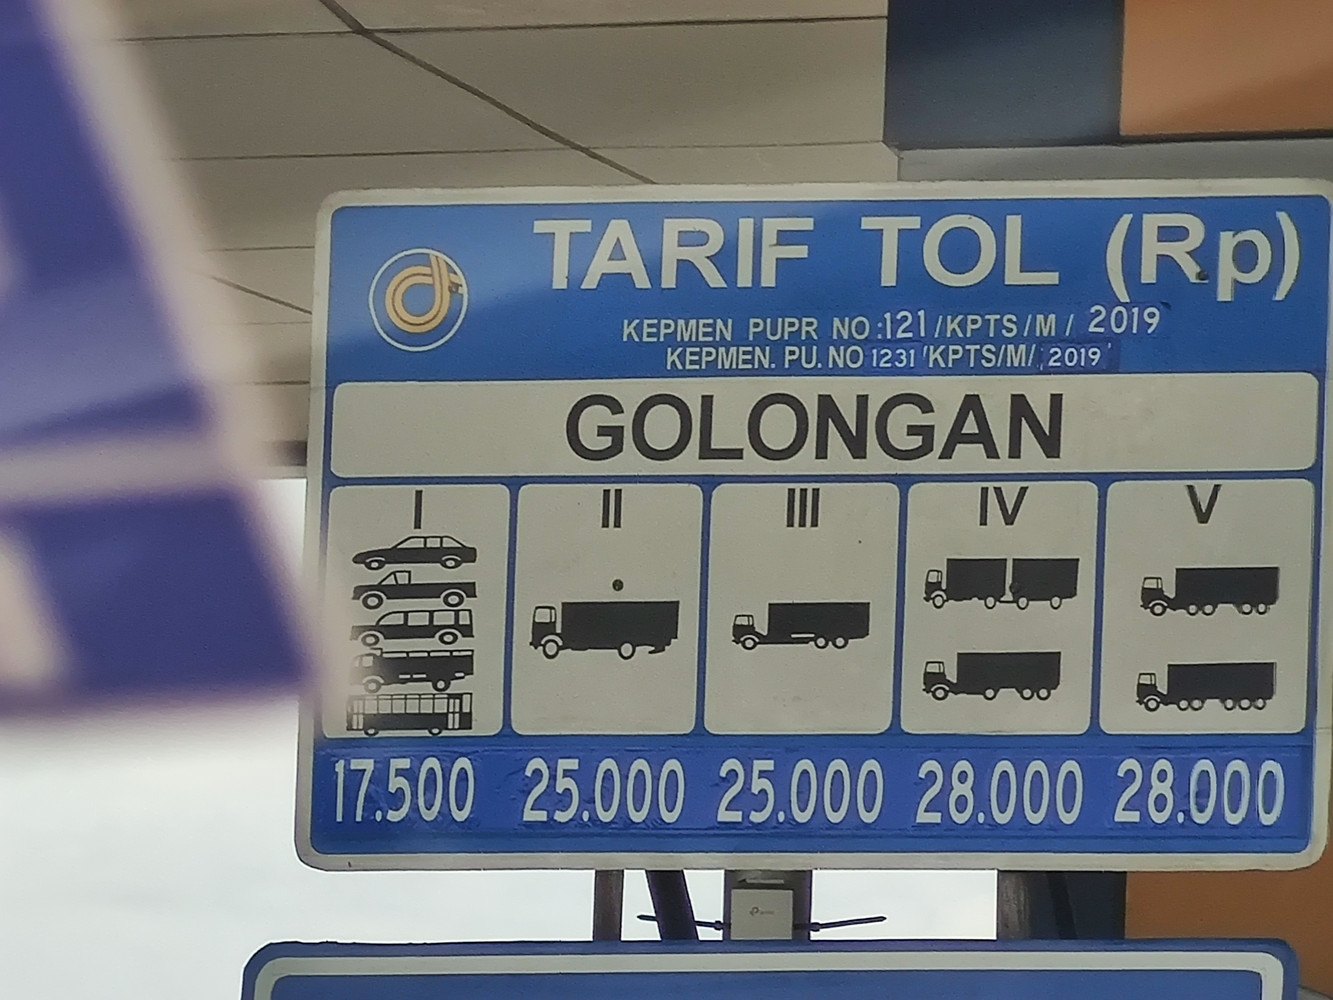 TARIF TOL (Rp)
KEPMEN PUPR NO:121/KPTS/M/ 2019
KEPMEN. PU. NO 1231/KPTS/M/ 2019
GOLONGAN
I II III IV V
17.500 25.000 25.000 28.000 28.000